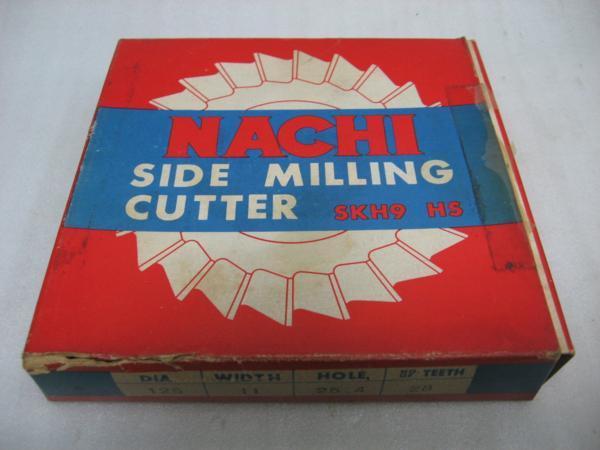 NACHI
SIDE MILLING
CUTTER SKH9 HS
DIA. WIDTH HOLE, TEETH
125 11 25.4 28